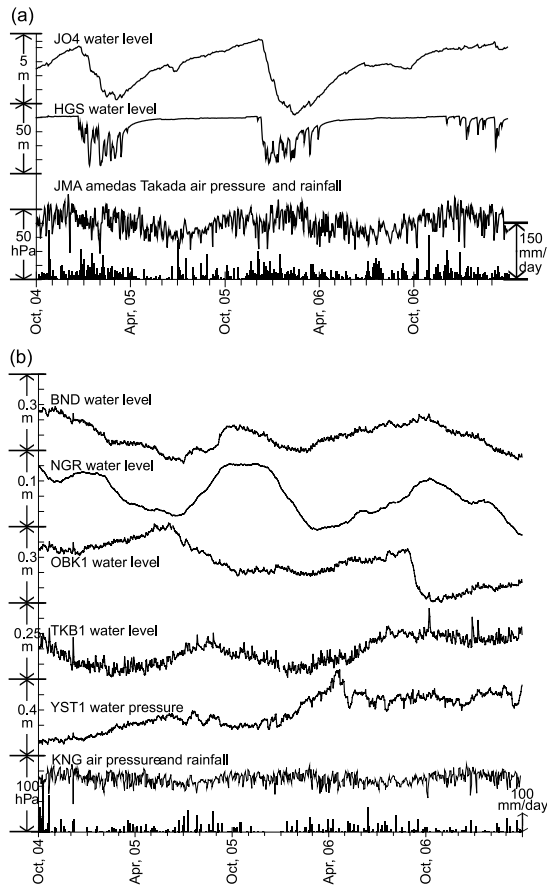 (a)
JO4 water level
5
m
HGS water level
50
m
JMA amedas Takada air pressure and rainfall
50
hPa
150
mm/
day
Oct, 04
Apr, 05
Oct, 05
Apr, 06
Oct, 06
(b)
BND water level
0.3
m
NGR water level
0.1
m
OBK1 water level
0.3
m
TKB1 water level
0.25
m
YST1 water pressure
0.4
m
KNG air pressure and rainfall
100
hPa
100
mm/day
Oct, 04
Apr, 05
Oct, 05
Apr, 06
Oct, 06